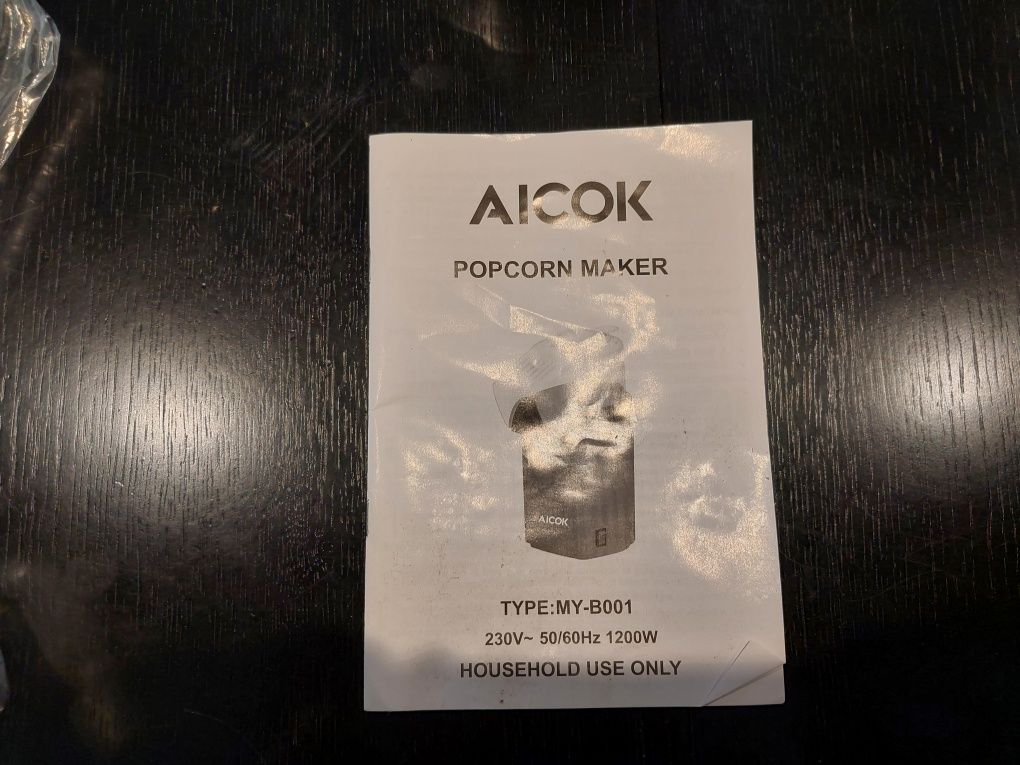 AICOK
POPCORN MAKER
AICOK
TYPE:MY-B001
230V~ 50/60Hz 1200W
HOUSEHOLD USE ONLY